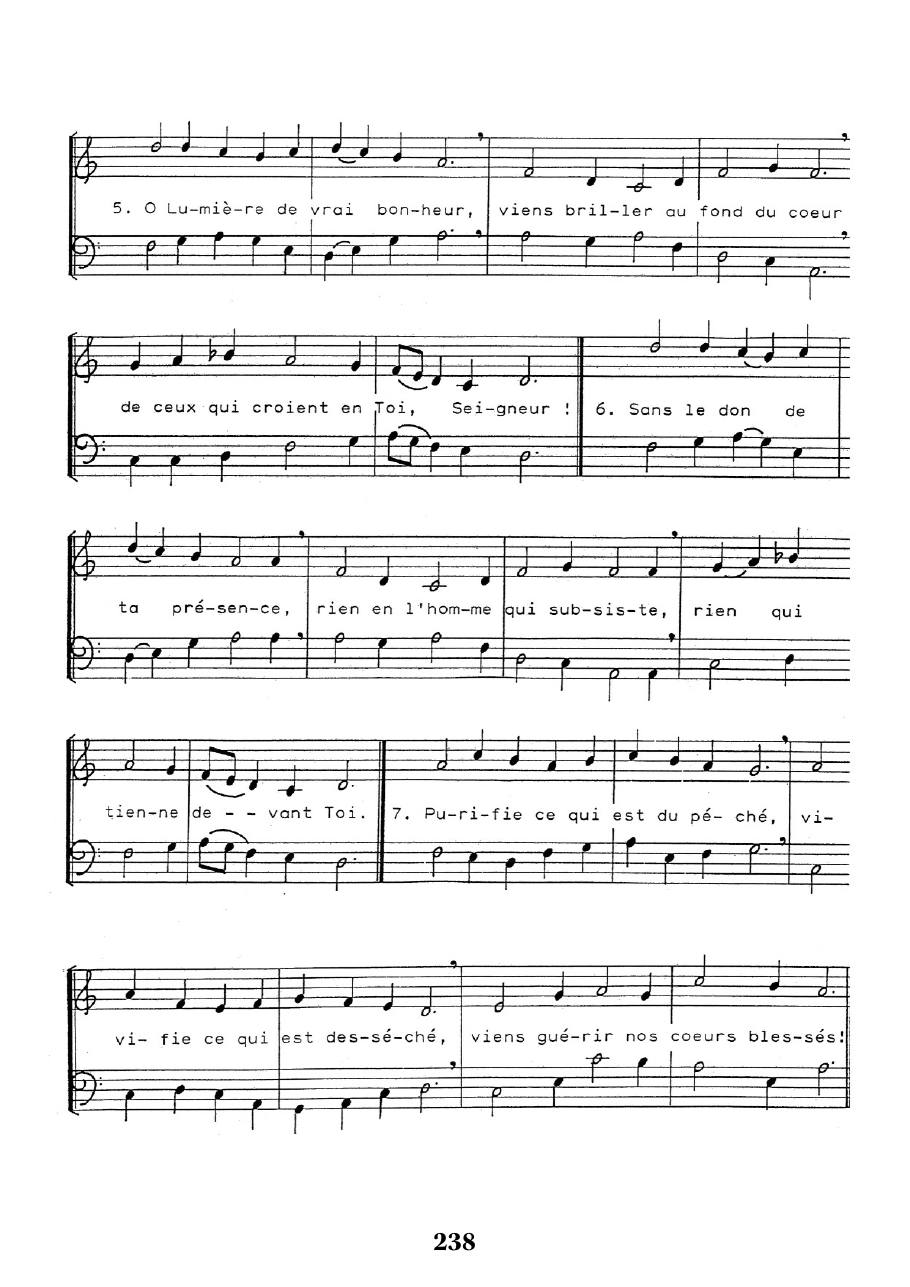 5. O Lu-miè-re de vrai bon-heur, viens bril-ler au fond du coeur
de ceux qui croient en Toi, Sei-gneur ! 6. Sans le don de
ta pré-sen-ce, rien en l'hom-me qui sub-sis-te, rien qui
tien-ne de - - vant Toi. 7. Pu-ri-fie ce qui est du pé- ché, vi-
vi- fie ce qui est des-sé-ché, viens gué-rir nos coeurs bles-sés!
238